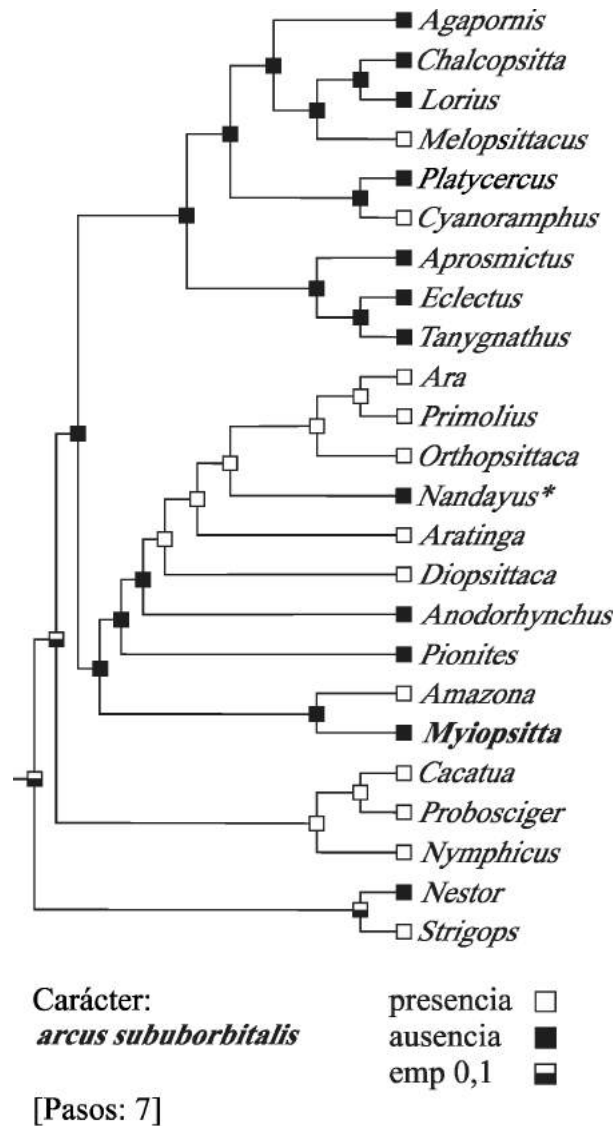 Agapornis
Chalcopsitta
Lorius
Melopsittacus
Platycercus
Cyanoramphus
Aprosmictus
Eclectus
Tanygnathus
Ara
Primolius
Orthopsittaca
Nandayus*
Aratinga
Diopsittaca
Anodorhynchus
Pionites
Amazona
Myiopsitta
Cacatua
Probosciger
Nymphicus
Nestor
Strigops
Carácter:
arcus sububorbitalis
[Pasos: 7]
presencia
ausencia
emp 0,1